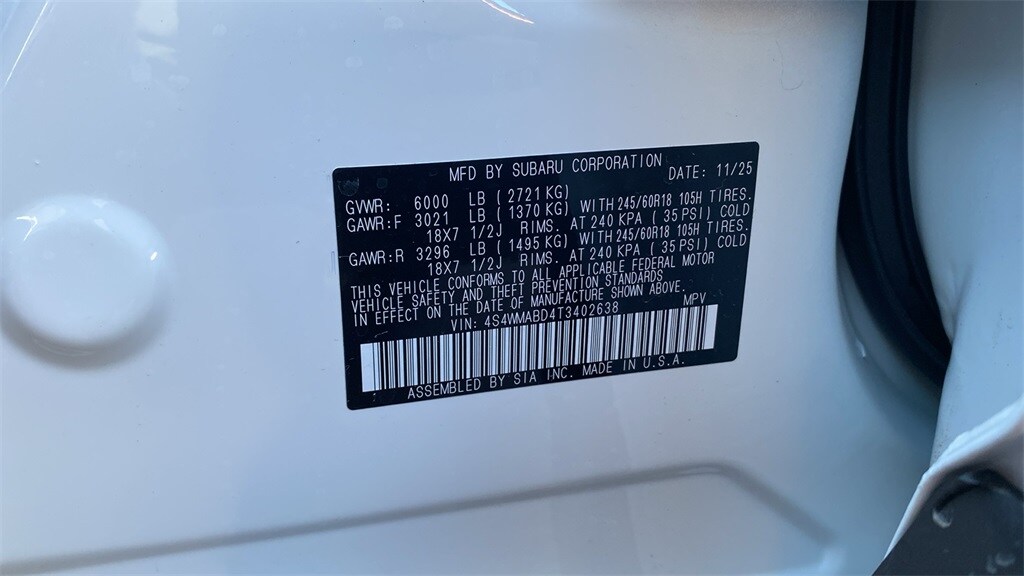 MFD BY SUBARU CORPORATION DATE: 11/25
GVWR: 6000 LB (2721 KG)
GAWR:F 3021 LB (1370 KG) WITH 245/60R18 105H TIRES.
18X7 1/2J RIMS. AT 240 KPA (35 PSI) COLD
GAWR:R 3296 LB (1495 KG) WITH 245/60R18 105H TIRES.
18X7 1/2J RIMS. AT 240 KPA (35 PSI) COLD
THIS VEHICLE CONFORMS TO ALL APPLICABLE FEDERAL MOTOR
VEHICLE SAFETY AND THEFT PREVENTION STANDARDS
IN EFFECT ON THE DATE OF MANUFACTURE SHOWN ABOVE.
VIN: 4S4WMABD4T3402638 MPV
ASSEMBLED BY SIA INC. MADE IN U.S.A.